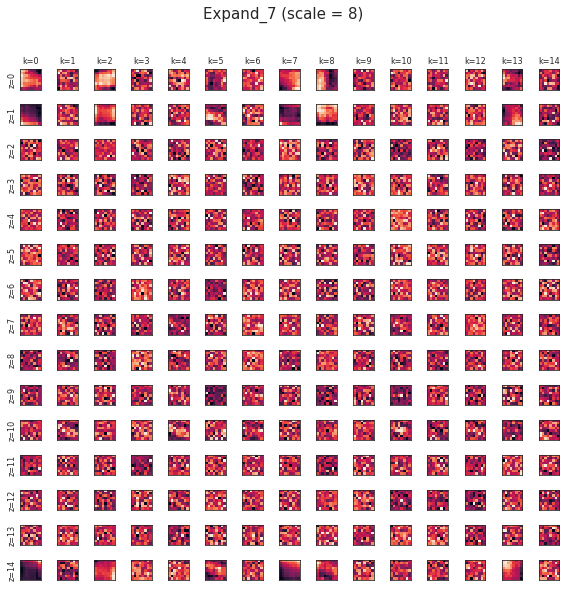 Expand_7 (scale = 8)
k=0 k=1 k=2 k=3 k=4 k=5 k=6 k=7 k=8 k=9 k=10 k=11 k=12 k=13 k=14
z=0
z=1
z=2
z=3
z=4
z=5
z=6
z=7
z=8
z=9
z=10
z=11
z=12
z=13
z=14